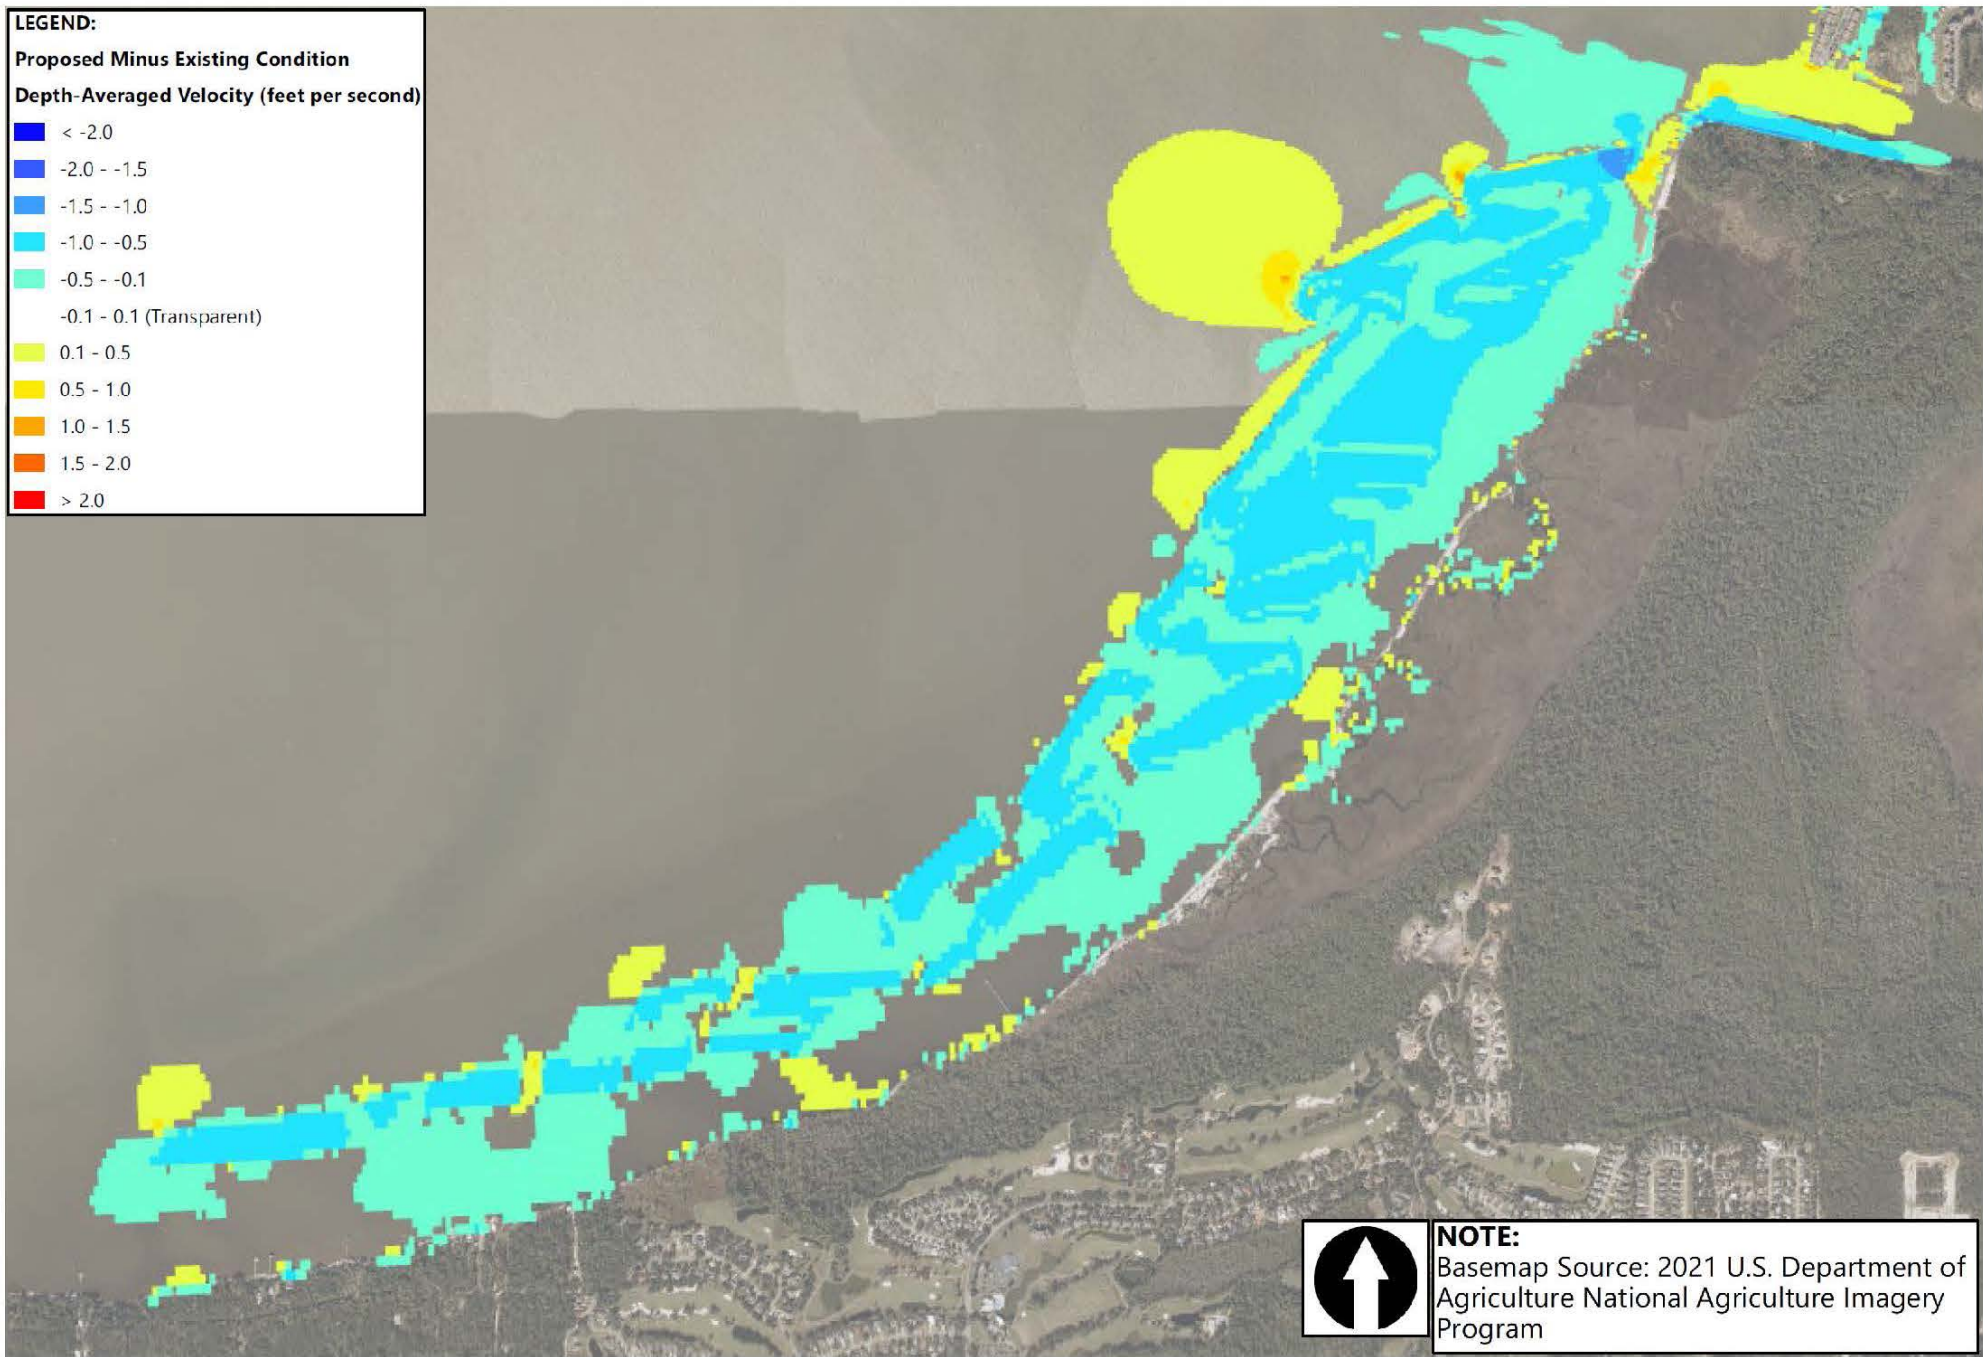 LEGEND:
Proposed Minus Existing Condition
Depth-Averaged Velocity (feet per second)
< -2.0
-2.0 - -1.5
-1.5 - -1.0
-1.0 - -0.5
-0.5 - -0.1
-0.1 - 0.1 (Transparent)
0.1 - 0.5
0.5 - 1.0
1.0 - 1.5
1.5 - 2.0
> 2.0
NOTE:
Basemap Source: 2021 U.S. Department of
Agriculture National Agriculture Imagery
Program